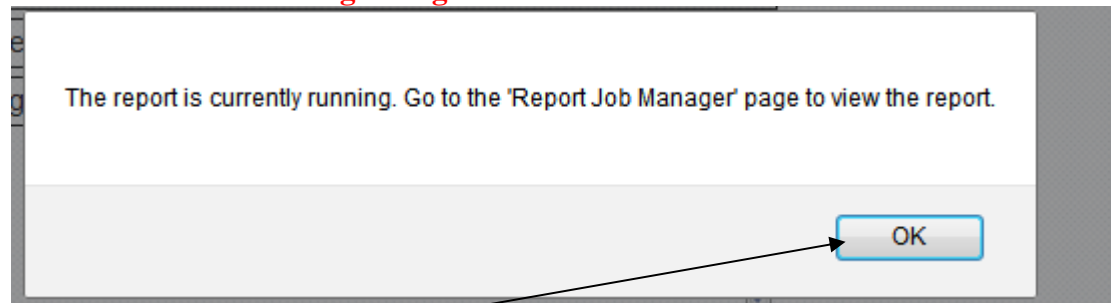 The report is currently running. Go to the 'Report Job Manager' page to view the report.
OK